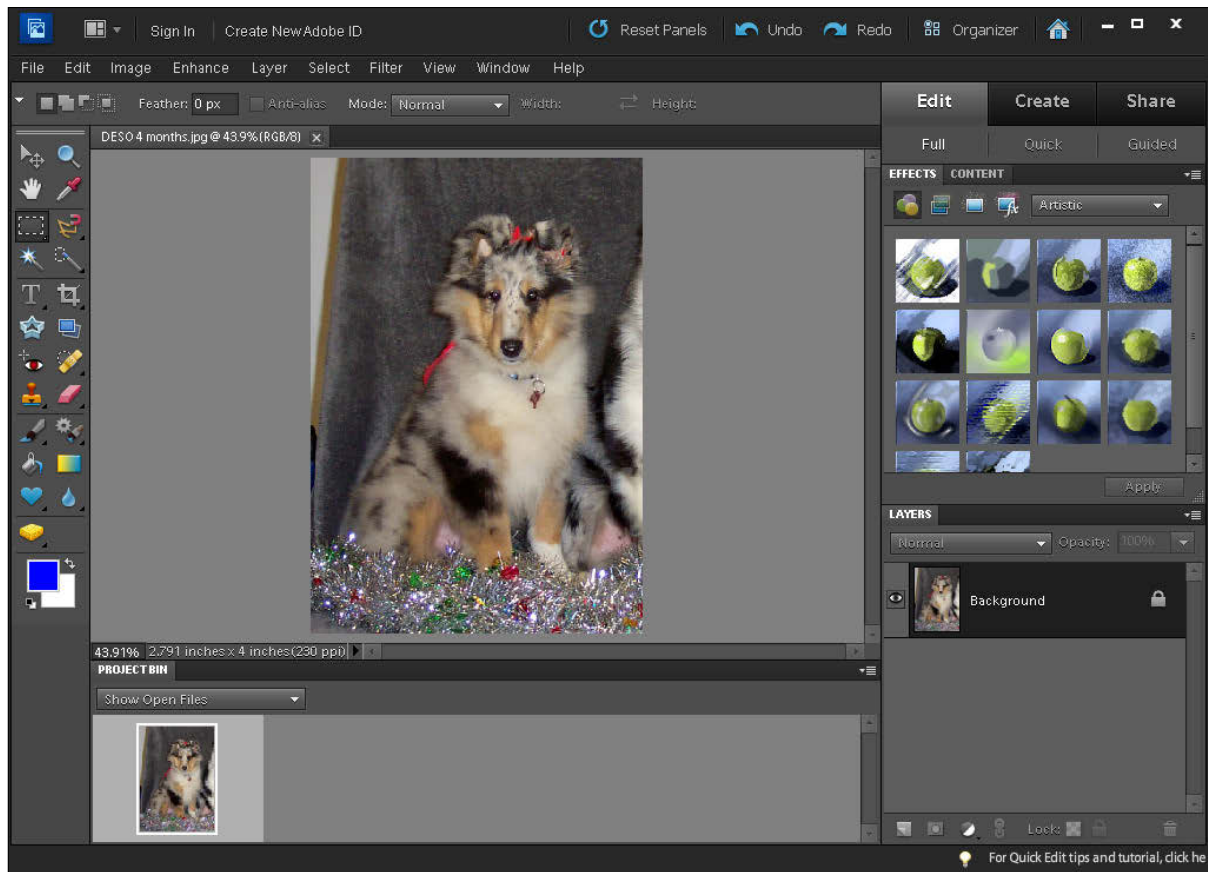 Sign In Create New Adobe ID Reset Panels Undo Redo Organizer
File Edit Image Enhance Layer Select Filter View Window Help
Feather: 0 px Anti-alias Mode: Normal Width: Height:
Edit Create Share
DESO 4 months.jpg @ 43.9% (RGB/8) x
Full Quick Guided
EFFECTS CONTENT
Artistic
T
Apply
LAYERS
Normal Opacity: 100%
Background
43.91% 2.791 inches x 4 inches (230 ppi)
PROJECT BIN
Show Open Files
Lock:
For Quick Edit tips and tutorial, click he